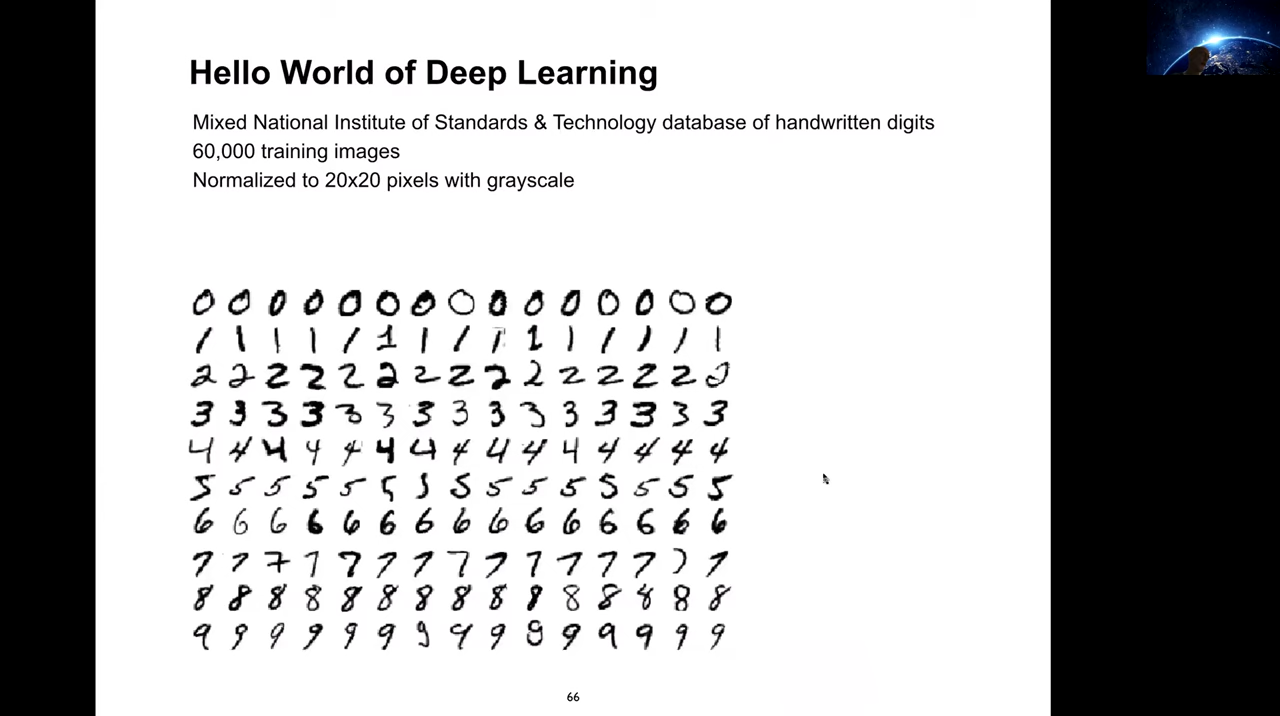 Hello World of Deep Learning
Mixed National Institute of Standards & Technology database of handwritten digits
60,000 training images
Normalized to 20x20 pixels with grayscale
0 0 0 0 0 0 0 0 0 0 0 0 0 0 0
1 1 1 1 1 1 1 1 1 1 1 1 1 1 1
2 2 2 2 2 2 2 2 2 2 2 2 2 2 2
3 3 3 3 3 3 3 3 3 3 3 3 3 3 3
4 4 4 4 4 4 4 4 4 4 4 4 4 4 4
5 5 5 5 5 5 5 5 5 5 5 5 5 5 5
6 6 6 6 6 6 6 6 6 6 6 6 6 6 6
7 7 7 7 7 7 7 7 7 7 7 7 7 7 7
8 8 8 8 8 8 8 8 8 8 8 8 8 8 8
9 9 9 9 9 9 9 9 9 9 9 9 9 9 9
66